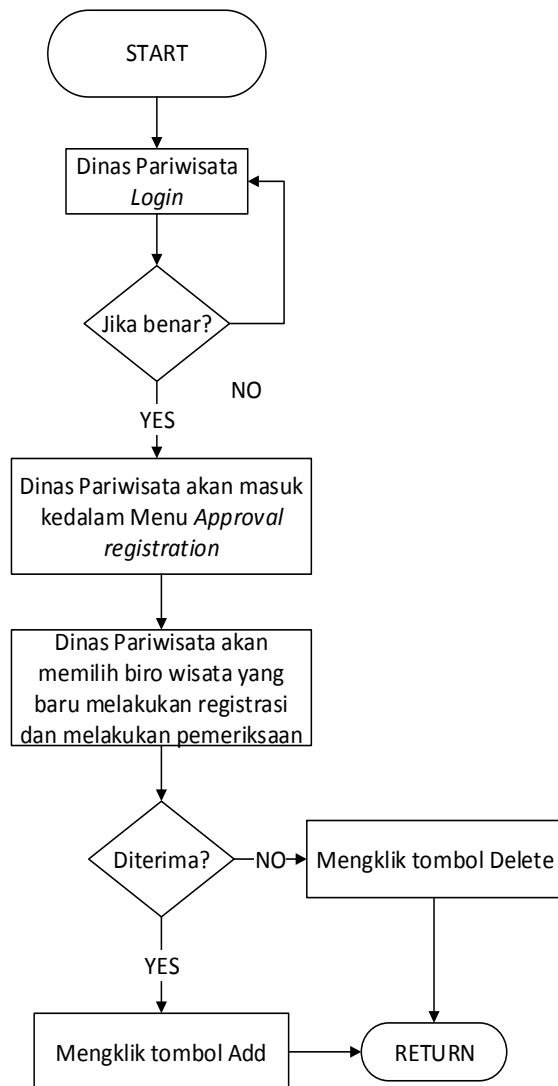 START
Dinas Pariwisata
Login
Jika benar?
NO
YES
Dinas Pariwisata akan masuk
kedalam Menu Approval
registration
Dinas Pariwisata akan
memilih biro wisata yang
baru melakukan registrasi
dan melakukan pemeriksaan
Diterima?
NO
Mengklik tombol Delete
YES
Mengklik tombol Add
RETURN